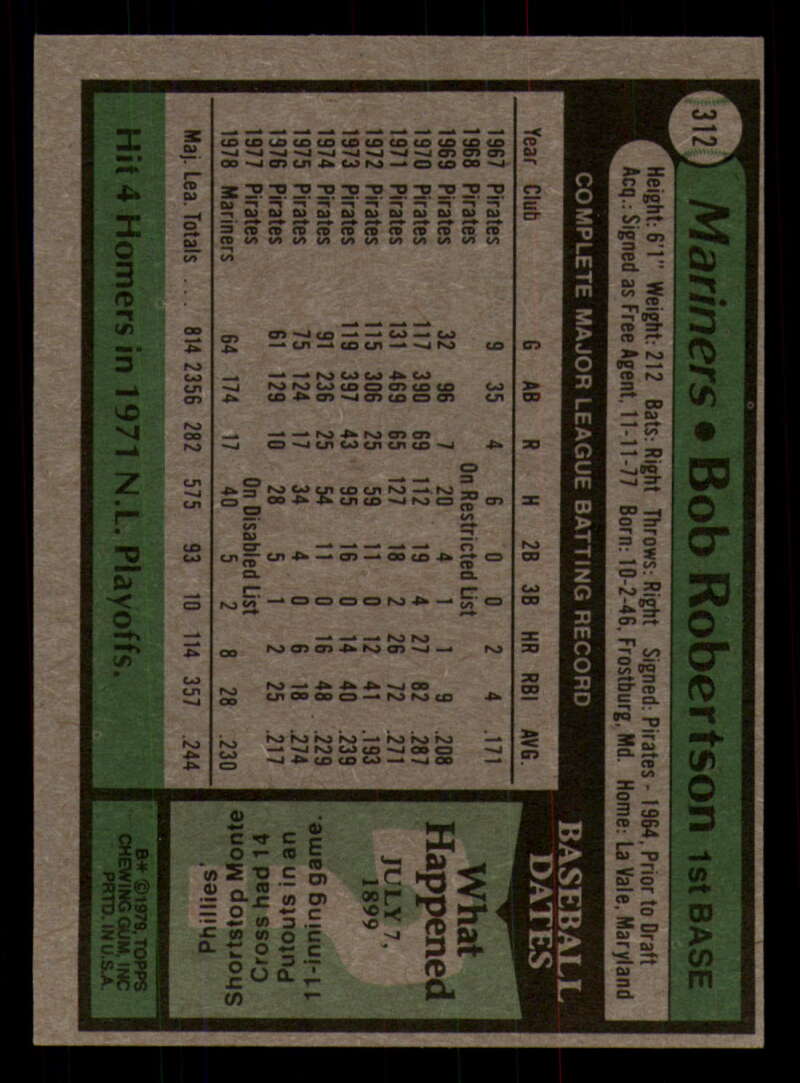 312
Mariners • Bob Robertson 1st BASE
Height: 6'1" Weight: 212 Bats: Right Throws: Right Signed: Pirates - 1964, Prior to Draft
Acq.: Signed as Free Agent, 11-11-77 Born: 10-2-46, Frostburg, Md. Home: La Vale, Maryland
COMPLETE MAJOR LEAGUE BATTING RECORD
Year Club G AB R H 2B 3B HR RBI AVG.
1967 Pirates 9 35 4 6 0 0 2 4 .171
1968 Pirates On Restricted List
1969 Pirates 32 96 7 20 4 1 1 9 .208
1970 Pirates 117 390 69 112 19 4 27 82 .287
1971 Pirates 131 469 65 127 18 2 26 72 .271
1972 Pirates 115 306 25 59 11 0 12 41 .193
1973 Pirates 119 397 43 95 16 0 14 40 .239
1974 Pirates 91 236 25 54 11 0 16 48 .229
1975 Pirates 75 124 17 34 4 0 6 18 .274
1976 Pirates 61 129 10 28 5 1 2 25 .217
1977 Pirates On Disabled List
1978 Mariners 64 174 17 40 5 2 8 28 .230
Maj. Lea. Totals .... 814 2356 282 575 93 10 114 357 .244
Hit 4 Homers in 1971 N.L. Playoffs.
BASEBALL
DATES
What
Happened
JULY 7,
1899
Phillies'
Shortstop Monte
Cross had 14
Putouts in an
11-inning game.
B* ©1979, TOPPS
CHEWING GUM, INC
PRTD. IN U.S.A.